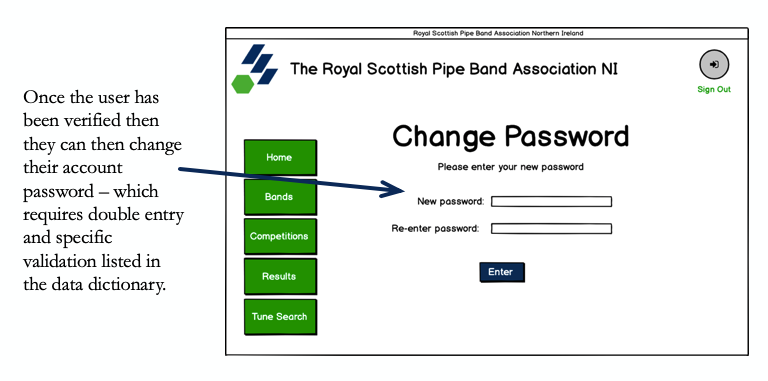 Once the user has
been verified then
they can then change
their account
password – which
requires double entry
and specific
validation listed in
the data dictionary.
Royal Scottish Pipe Band Association Northern Ireland
The Royal Scottish Pipe Band Association NI
Sign Out
Home
Bands
Competitions
Results
Tune Search
Change Password
Please enter your new password
New password:
Re-enter password:
Enter